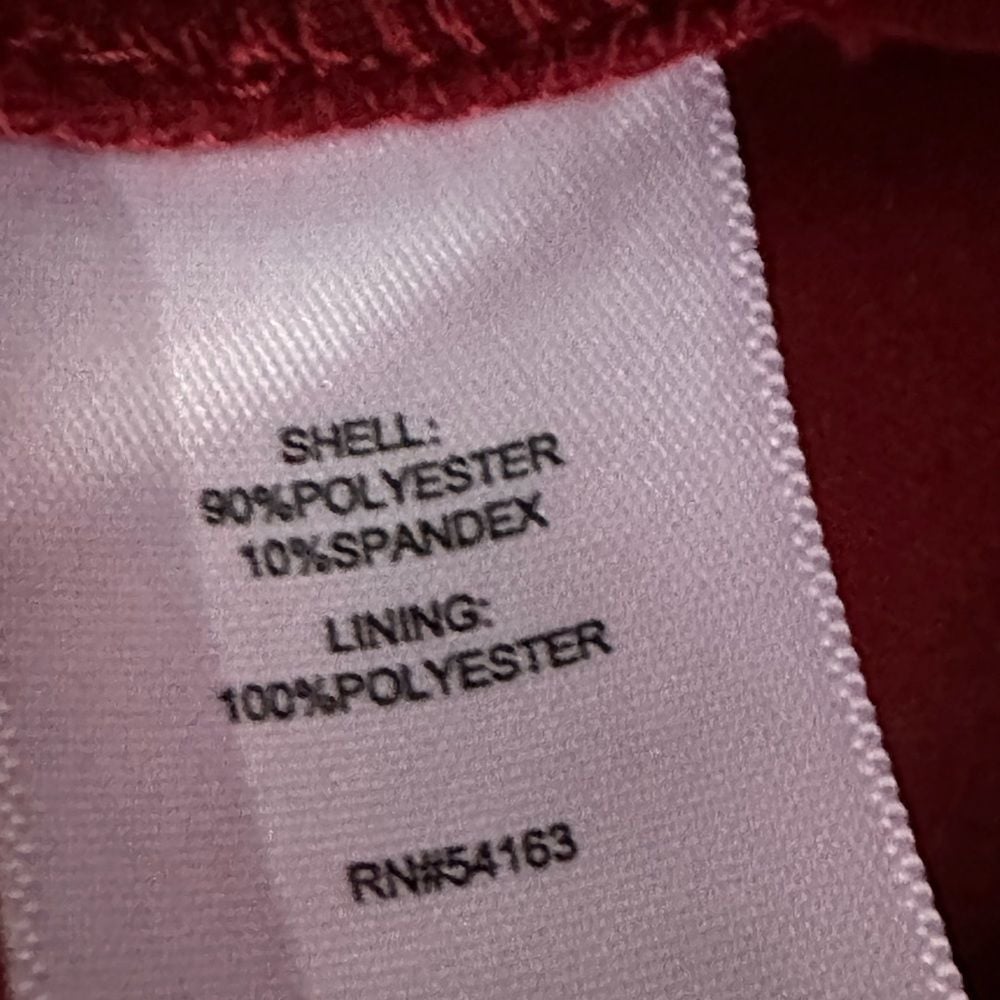 SHELL:
90%POLYESTER
10%SPANDEX
LINING:
100%POLYESTER
RN#54163